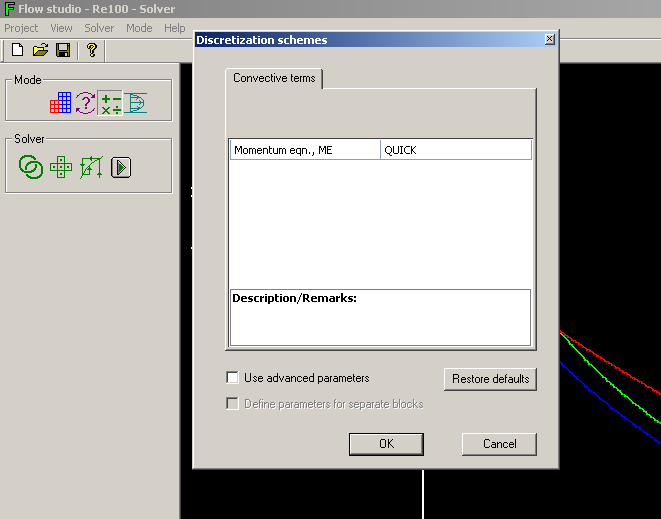 Flow studio - Re100 - Solver
Project View Solver Mode Help
Discretization schemes
Mode
Convective terms
Solver
Momentum eqn., ME QUICK
Description/Remarks:
Use advanced parameters
Restore defaults
Define parameters for separate blocks
OK
Cancel